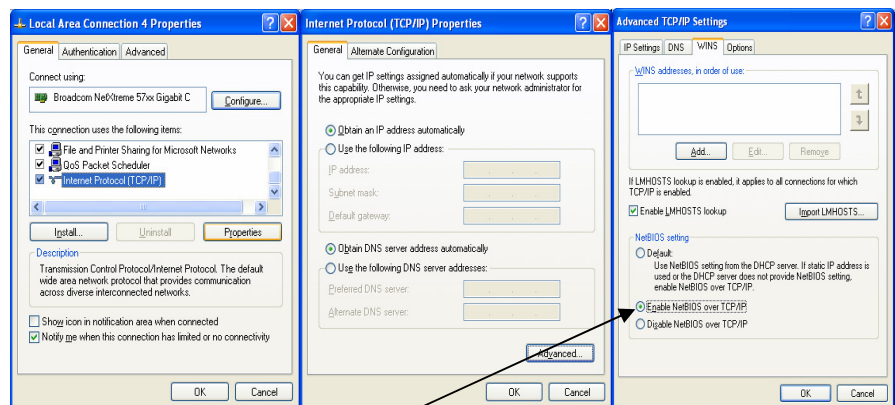 Local Area Connection 4 Properties
General Authentication Advanced
Connect using:
Broadcom NetXtreme 57xx Gigabit C
Configure...
This connection uses the following items:
File and Printer Sharing for Microsoft Networks
QoS Packet Scheduler
Internet Protocol (TCP/IP)
Install... Uninstall Properties
Description
Transmission Control Protocol/Internet Protocol. The default
wide area network protocol that provides communication
across diverse interconnected networks.
Show icon in notification area when connected
Notify me when this connection has limited or no connectivity
OK Cancel
Internet Protocol (TCP/IP) Properties
General Alternate Configuration
You can get IP settings assigned automatically if your network supports
this capability. Otherwise, you need to ask your network administrator for
the appropriate IP settings.
Obtain an IP address automatically
Use the following IP address:
IP address:
Subnet mask:
Default gateway:
Obtain DNS server address automatically
Use the following DNS server addresses:
Preferred DNS server:
Alternate DNS server:
Advanced...
OK Cancel
Advanced TCP/IP Settings
IP Settings DNS WINS Options
WINS addresses, in order of use:
Add... Edit... Remove
If LMHOSTS lookup is enabled, it applies to all connections for which
TCP/IP is enabled.
Enable LMHOSTS lookup
Import LMHOSTS...
NetBIOS setting
Default:
Use NetBIOS setting from the DHCP server. If static IP address is
used or the DHCP server does not provide NetBIOS setting,
enable NetBIOS over TCP/IP.
Enable NetBIOS over TCP/IP
Disable NetBIOS over TCP/IP
OK Cancel